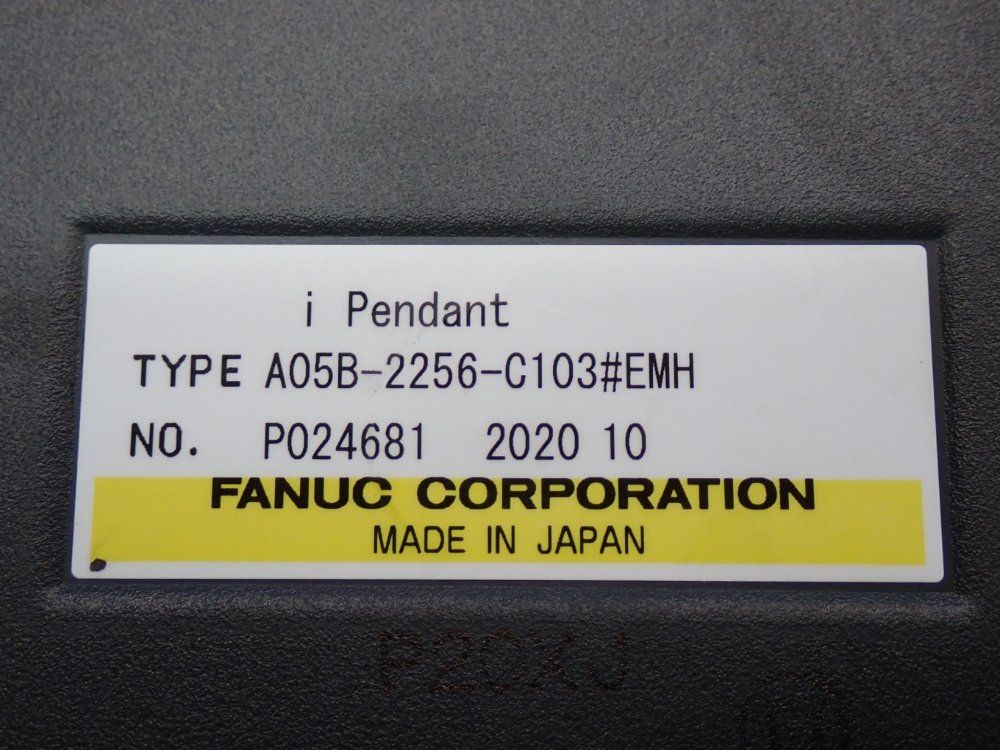 i Pendant
TYPE A05B-2256-C103#EMH
NO. P024681 2020 10
FANUC CORPORATION
MADE IN JAPAN
P20XJ